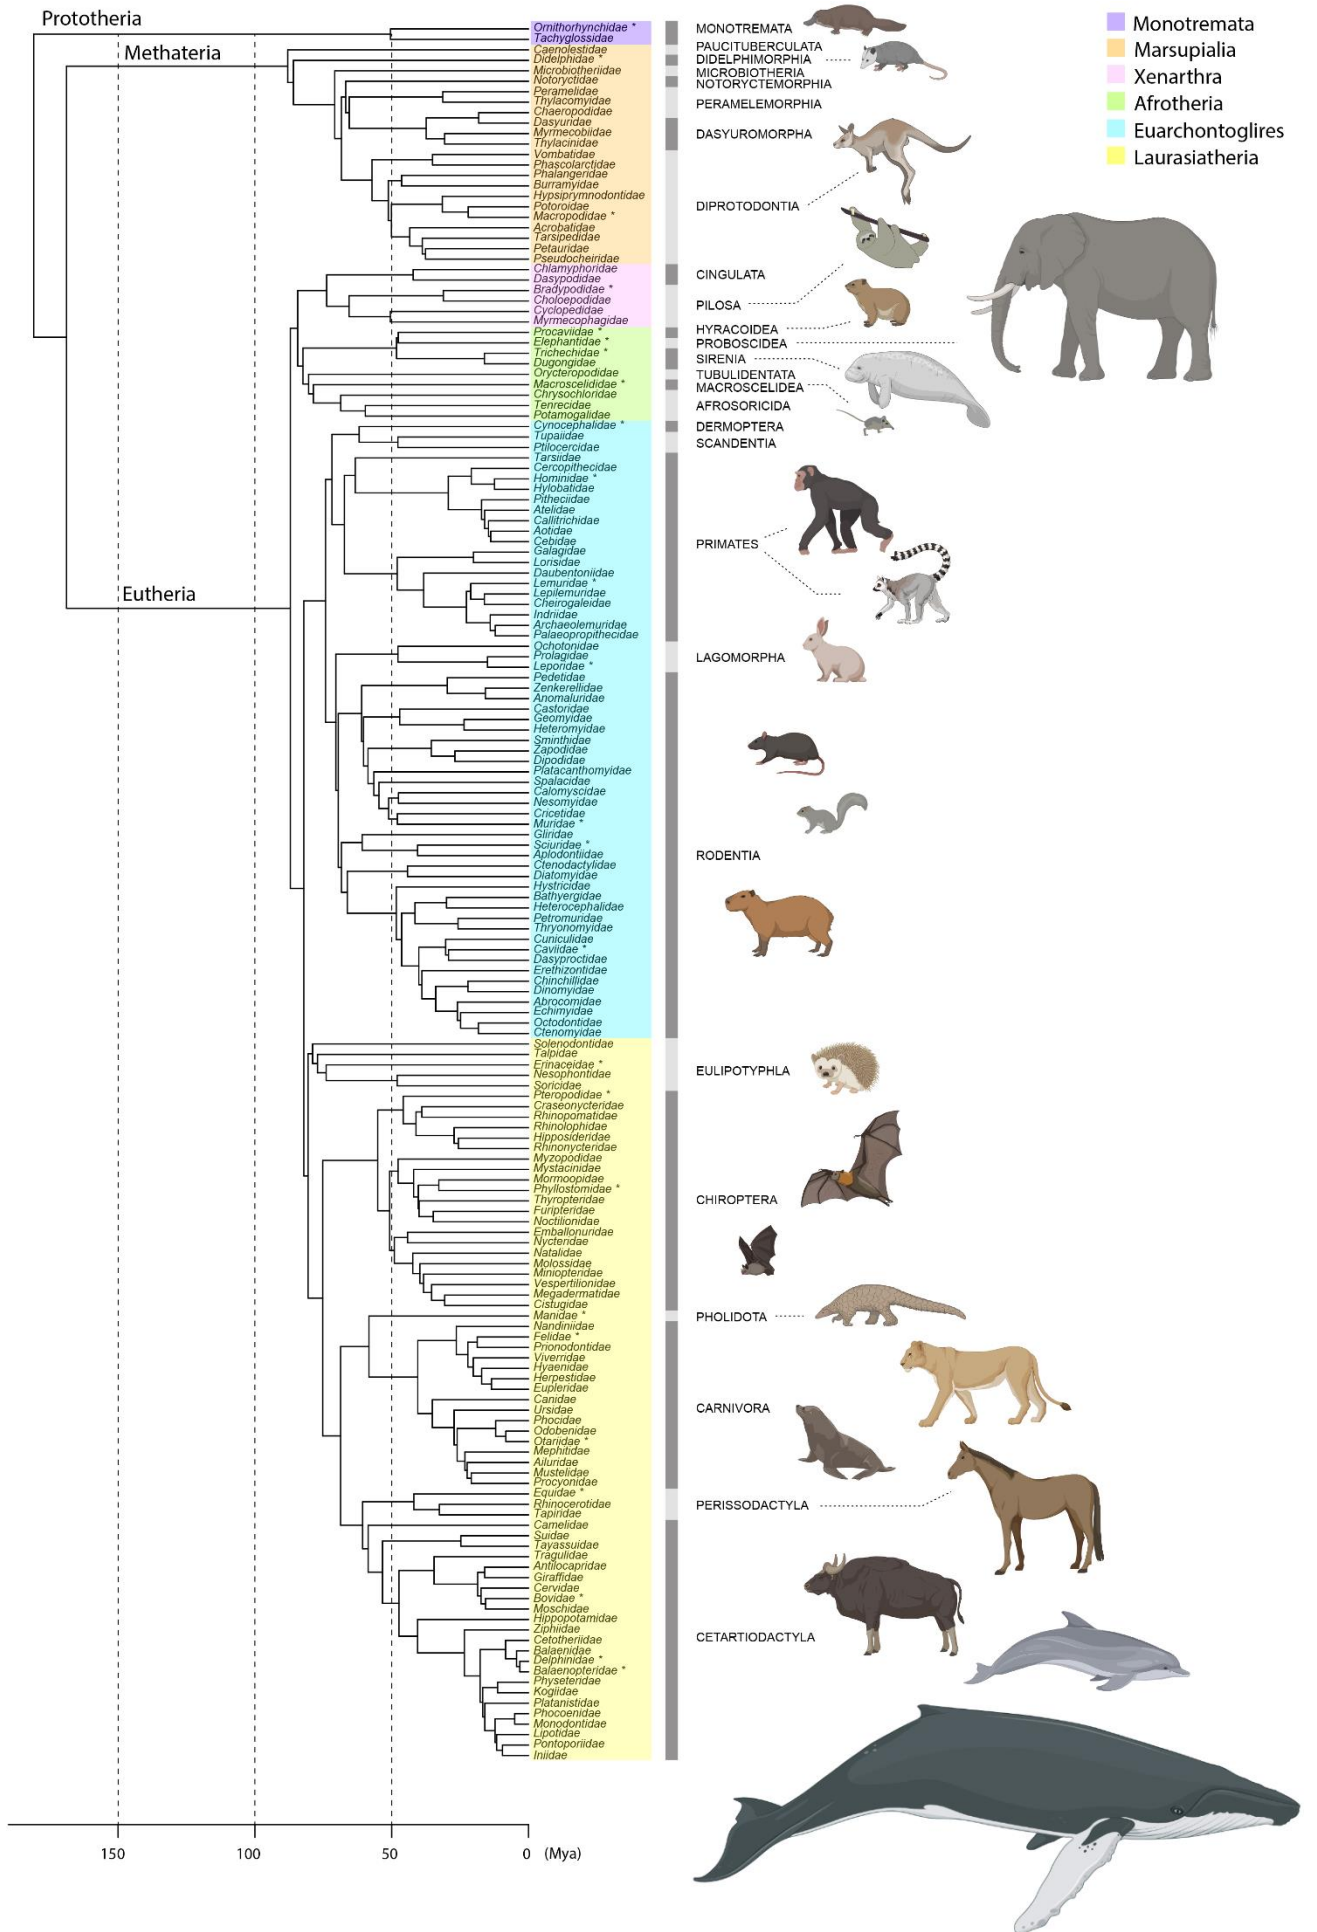 Prototheria
Methateria
Eutheria
Ornithorhynchidae *
Tachyglossidae
Caenolestidae
Didelphidae *
Microbiotheriidae
Notoryctidae
Peramelidae
Thylacomyidae
Chaeropodidae
Dasyuridae
Myrmecobiidae
Thylacinidae
Vombatidae
Phascolarctidae
Phalangeridae
Burramyidae
Hypsiprymnodontidae
Potoroidae
Macropodidae *
Acrobatidae
Tarsipedidae
Petauridae
Pseudocheiridae
Chlamyphoridae
Dasypodidae
Bradypodidae *
Choloepodidae
Cyclopedidae
Myrmecophagidae
Procaviidae *
Elephantidae *
Trichechidae *
Dugongidae
Orycteropodidae
Macroscelididae *
Chrysochloridae
Tenrecidae
Potamogalidae
Cynocephalidae *
Tupaiidae
Ptilocercidae
Tarsiidae
Cercopithecidae
Hominidae *
Hylobatidae
Pitheciidae
Atelidae
Callitrichidae
Aotidae
Cebidae
Galagidae
Lorisidae
Daubentoniidae
Lemuridae *
Lepilemuridae
Cheirogaleidae
Indriidae
Archaeolemuridae
Palaeopropithecidae
Ochotonidae
Prolagidae
Leporidae *
Pedetidae
Zenkerellidae
Anomaluridae
Castoridae
Geomyidae
Heteromyidae
Sminthidae
Zapodidae
Dipodidae
Platacanthomyidae
Spalacidae
Calomyscidae
Nesomyidae
Cricetidae
Muridae *
Gliridae
Sciuridae *
Aplodontiidae
Ctenodactylidae
Diatomyidae
Hystricidae
Bathyergidae
Heterocephalidae
Petromuridae
Thryonomyidae
Cuniculidae
Caviidae *
Dasyproctidae
Erethizontidae
Chinchillidae
Dinomyidae
Abrocomidae
Echimyidae
Octodontidae
Ctenomyidae
Solenodontidae
Talpidae
Erinaceidae *
Nesophontidae
Soricidae
Pteropodidae *
Craseonycteridae
Rhinopomatidae
Rhinolophidae
Hipposideridae
Rhinonycteridae
Myzopodidae
Mystacinidae
Mormoopidae
Phyllostomidae *
Thyropteridae
Furipteridae
Noctilionidae
Emballonuridae
Nycteridae
Natalidae
Molossidae
Miniopteridae
Vespertilionidae
Megadermatidae
Cistugidae
Manidae *
Nandiniidae
Felidae *
Prionodontidae
Viverridae
Hyaenidae
Herpestidae
Eupleridae
Canidae
Ursidae
Phocidae
Odobenidae
Otariidae *
Mephitidae
Ailuridae
Mustelidae
Procyonidae
Equidae *
Rhinocerotidae
Tapiridae
Camelidae
Suidae
Tayassuidae
Tragulidae
Antilocapridae
Giraffidae
Cervidae
Bovidae *
Moschidae
Hippopotamidae
Ziphiidae
Cetotheriidae
Balaenidae
Delphinidae *
Balaenopteridae *
Physeteridae
Kogiidae
Platanistidae
Phocoenidae
Monodontidae
Lipotidae
Pontoporiidae
Iniidae
MONOTREMATA
PAUCITUBERCULATA
DIDELPHIMORPHIA
MICROBIOTHERIA
NOTORYCTEMORPHIA
PERAMELEMORPHIA
DASYUROMORPHA
DIPROTODONTIA
CINGULATA
PILOSA
HYRACOIDEA
PROBOSCIDEA
SIRENIA
TUBULIDENTATA
MACROSCELIDEA
AFROSORICIDA
DERMOPTERA
SCANDENTIA
PRIMATES
LAGOMORPHA
RODENTIA
EULIPOTYPHLA
CHIROPTERA
PHOLIDOTA
CARNIVORA
PERISSODACTYLA
CETARTIODACTYLA
Monotremata
Marsupialia
Xenarthra
Afrotheria
Euarchontoglires
Laurasiatheria
150 100 50 0 (Mya)